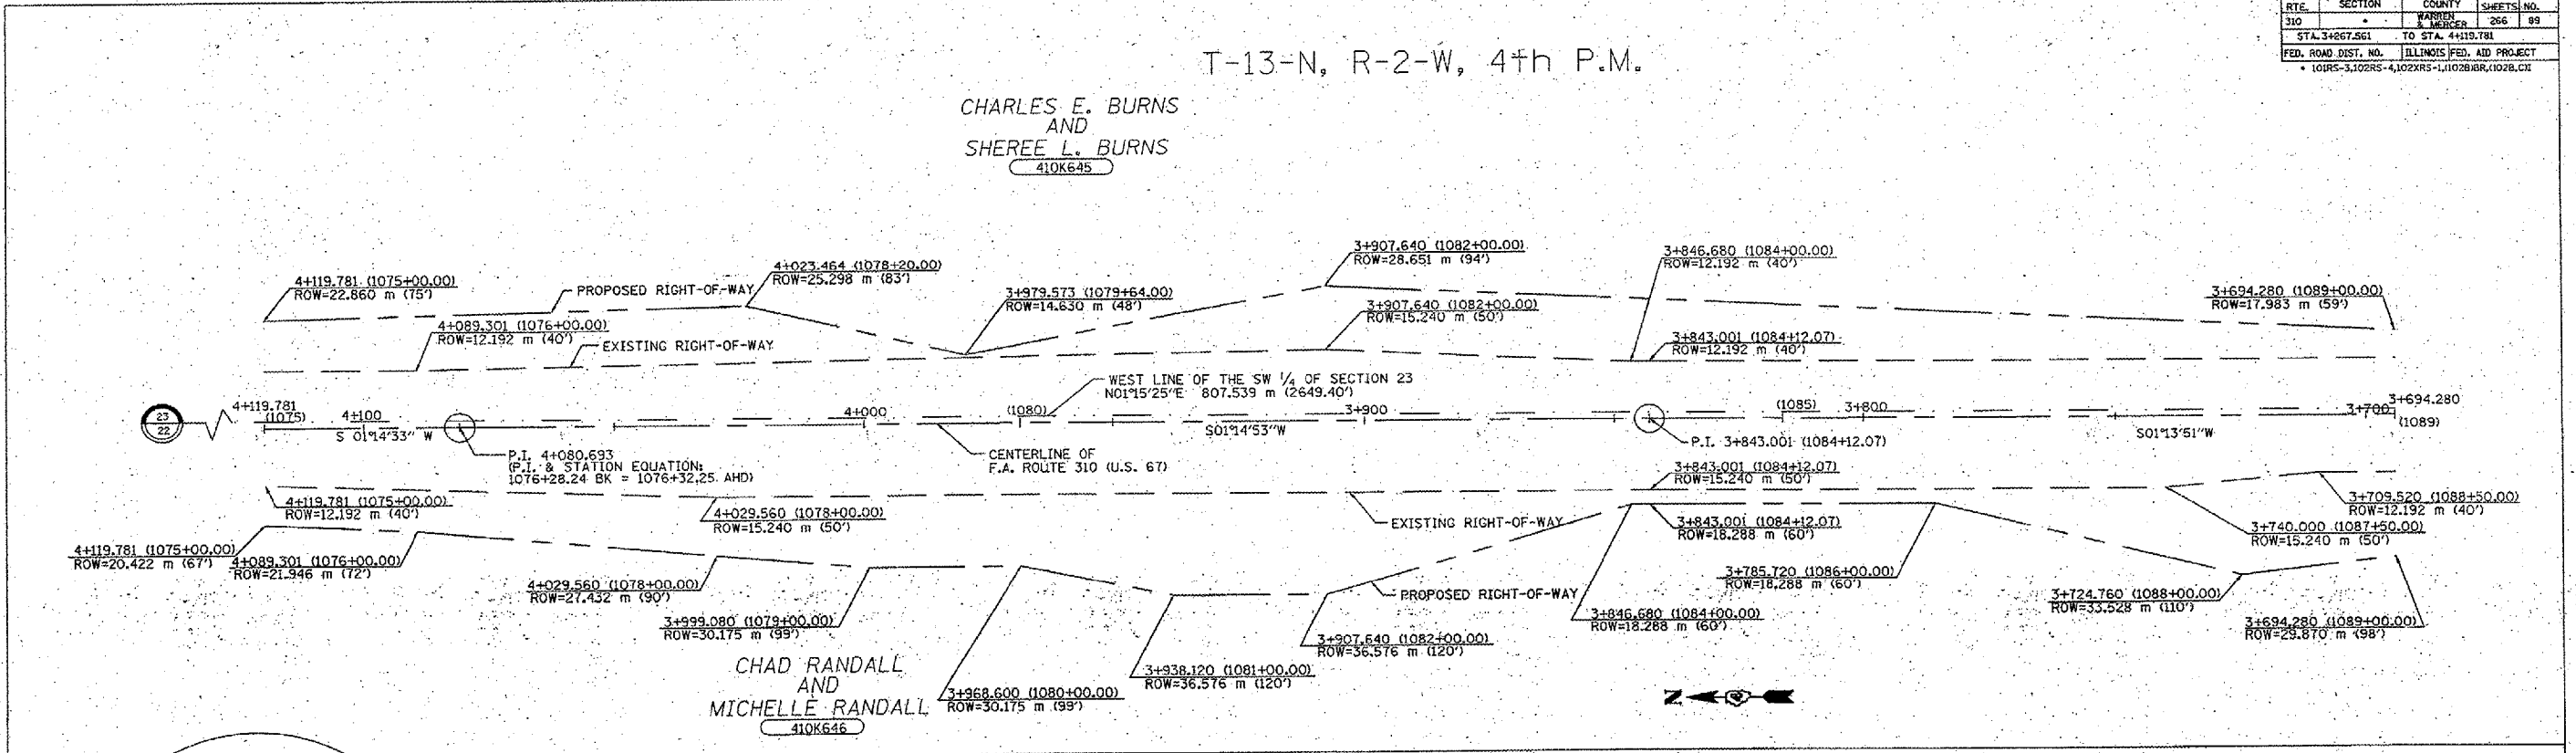 RTE. SECTION COUNTY SHEETS NO.
310 • WARREN & MERCER 266 89
STA. 3+267.561 TO STA. 4+119.781
FED. ROAD DIST. NO. ILLINOIS FED. AID PROJECT
T-13-N, R-2-W, 4th P.M.
CHARLES E. BURNS
AND
SHEREE L. BURNS
410K645
4+119.781 (1075+00.00)
ROW=22.860 m (75')
PROPOSED RIGHT-OF-WAY
4+023.464 (1078+20.00)
ROW=25.298 m (83')
3+979.573 (1079+64.00)
ROW=14.630 m (48')
3+907.640 (1082+00.00)
ROW=28.651 m (94')
3+846.680 (1084+00.00)
ROW=12.192 m (40')
3+694.280 (1089+00.00)
ROW=17.983 m (59')
4+089.301 (1076+00.00)
ROW=12.192 m (40')
EXISTING RIGHT-OF-WAY
3+907.640 (1082+00.00)
ROW=15.240 m (50')
3+843.001 (1084+12.07)
ROW=12.192 m (40')
WEST LINE OF THE SW 1/4 OF SECTION 23
N01°15'25"E 807.539 m (2649.40')
23
22
4+119.781
(1075)
4+100
S 01°14'33" W
4+000
(1080)
3+900
S01°14'53"W
(1085)
3+800
S01°13'51"W
3+700
3+694.280
(1089)
P.I. 4+080.693
(P.I. & STATION EQUATION:
1076+28.24 BK = 1076+32.25 AHD)
CENTERLINE OF
F.A. ROUTE 310 (U.S. 67)
P.I. 3+843.001 (1084+12.07)
3+843.001 (1084+12.07)
ROW=15.240 m (50')
4+119.781 (1075+00.00)
ROW=12.192 m (40')
4+029.560 (1078+00.00)
ROW=15.240 m (50')
EXISTING RIGHT-OF-WAY
3+843.001 (1084+12.07)
ROW=18.288 m (60')
3+709.520 (1088+50.00)
ROW=12.192 m (40')
3+740.000 (1087+50.00)
ROW=15.240 m (50')
4+119.781 (1075+00.00)
ROW=20.422 m (67')
4+089.301 (1076+00.00)
ROW=21.946 m (72')
4+029.560 (1078+00.00)
ROW=27.432 m (90')
3+999.080 (1079+00.00)
ROW=30.175 m (99')
3+968.600 (1080+00.00)
ROW=30.175 m (99')
3+938.120 (1081+00.00)
ROW=36.576 m (120')
3+907.640 (1082+00.00)
ROW=36.576 m (120')
PROPOSED RIGHT-OF-WAY
3+846.680 (1084+00.00)
ROW=18.288 m (60')
3+785.720 (1086+00.00)
ROW=18.288 m (60')
3+724.760 (1088+00.00)
ROW=33.528 m (110')
3+694.280 (1089+00.00)
ROW=29.870 m (98')
CHAD RANDALL
AND
MICHELLE RANDALL
410K646
Z